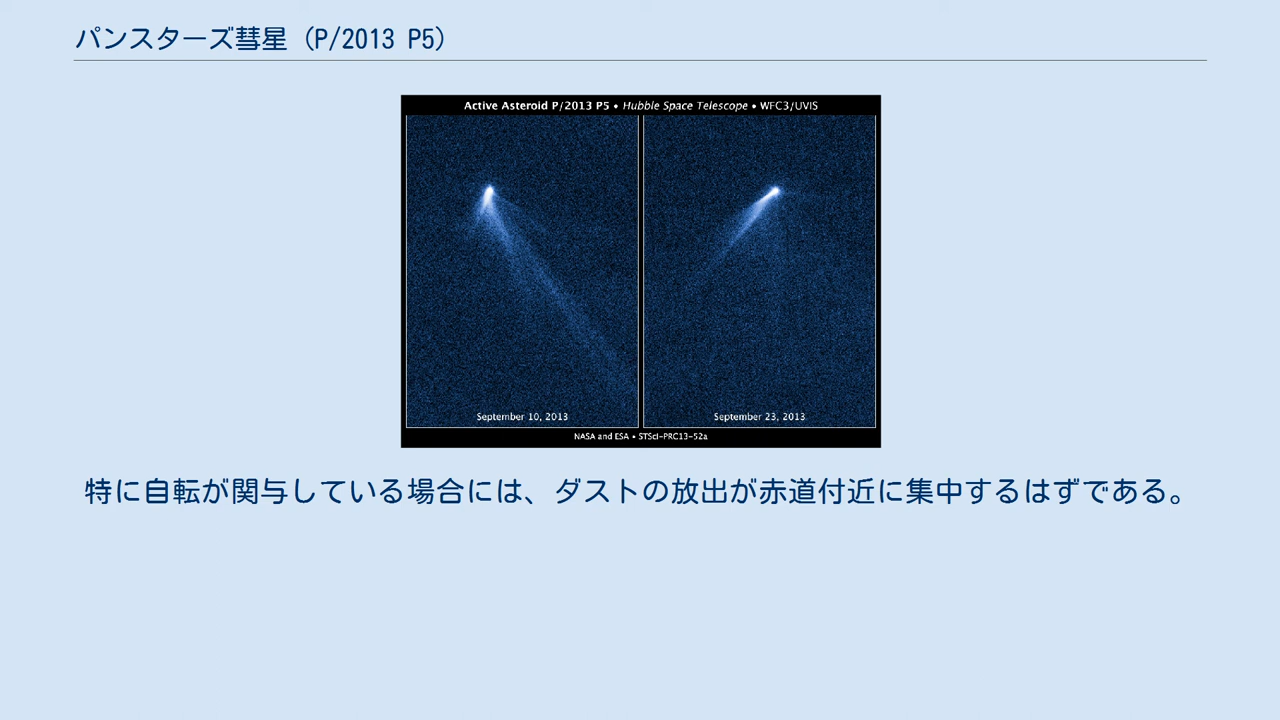 パンスターズ彗星 (P/2013 P5)
Active Asteroid P/2013 P5 • Hubble Space Telescope • WFC3/UVIS
September 10, 2013
September 23, 2013
NASA and ESA • STScI-PRC13-52a
特に自転が関与している場合には、ダストの放出が赤道付近に集中するはずである。